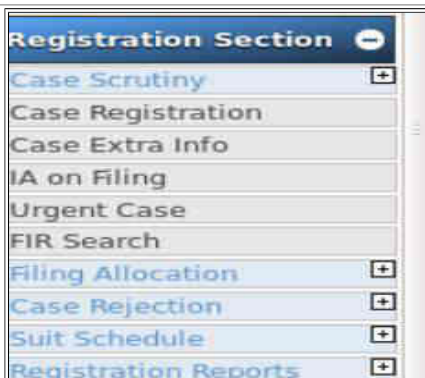 Registration Section
Case Scrutiny
Case Registration
Case Extra Info
IA on Filing
Urgent Case
FIR Search
Filing Allocation
Case Rejection
Suit Schedule
Registration Reports